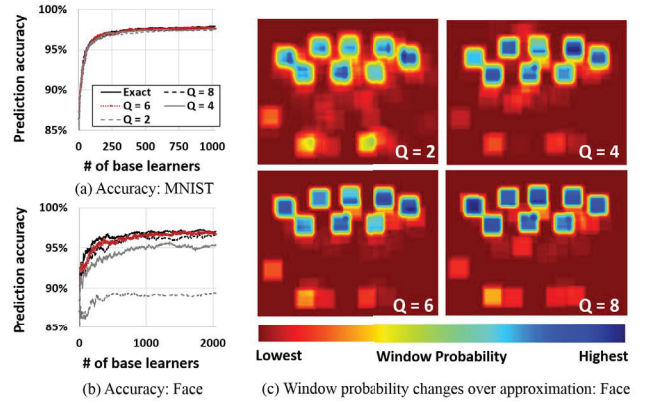 100%
95%
90%
85%
Prediction accuracy
Exact
Q = 8
Q = 6
Q = 4
Q = 2
0
500
1000
# of base learners
(a) Accuracy: MNIST
100%
95%
90%
85%
Prediction accuracy
0
1000
2000
# of base learners
(b) Accuracy: Face
(c)
Q = 2
Q = 4
Q = 6
Q = 8
Lowest Window Probability Highest
(c) Window probability changes over approximation: Face